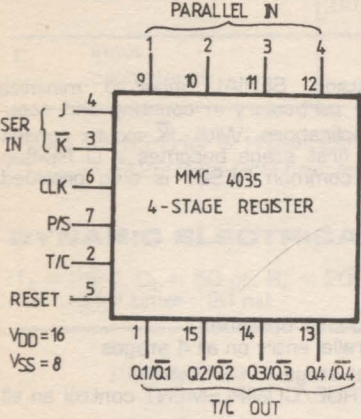 PARALLEL IN
1 2 3 4
9 10 11 12
J 4
SER IN { K̅ 3
CLK 6
P/S 7
T/C 2
RESET 5
MMC 4035
4-STAGE REGISTER
VDD = 16
VSS = 8
1 15 14 13
Q1/Q̅1̅ Q2/Q̅2̅ Q3/Q̅3̅ Q4/Q̅4̅
T/C OUT